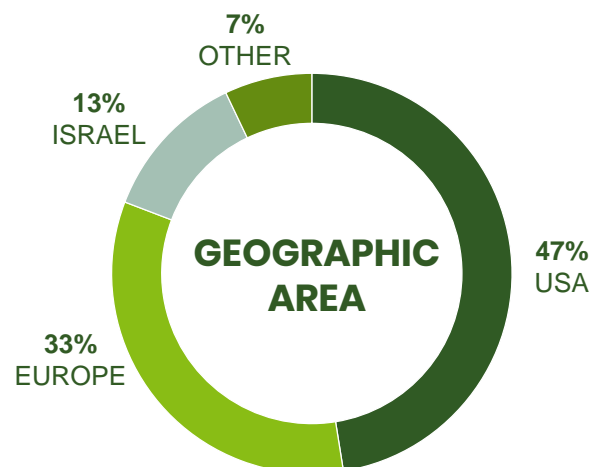 7%
OTHER
13%
ISRAEL
GEOGRAPHIC
AREA
47%
USA
33%
EUROPE